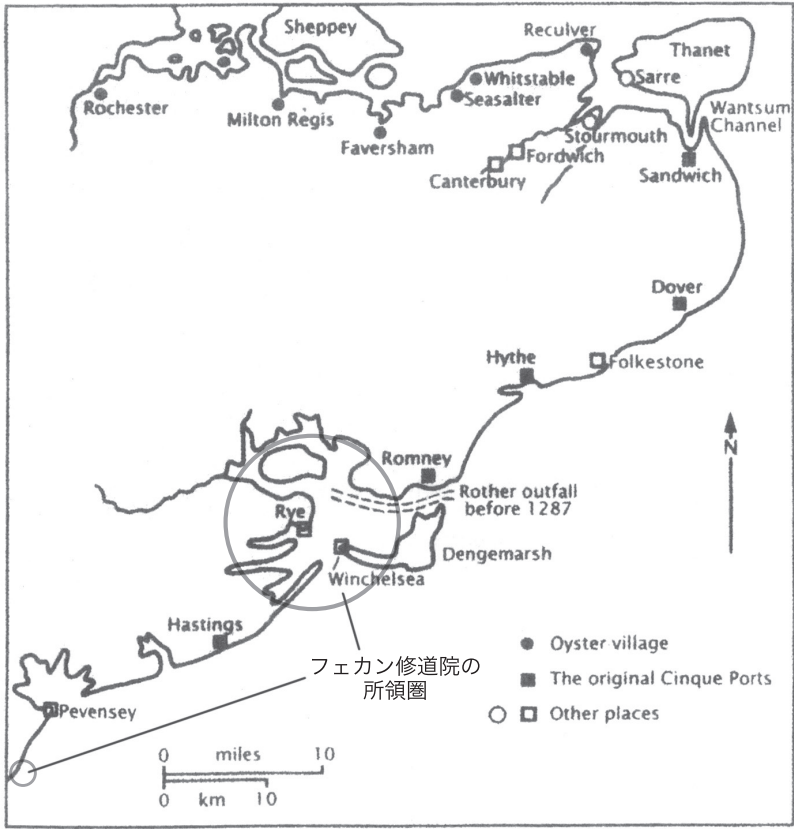 Sheppey
Reculver
Thanet
Whitstable
Sarre
Rochester
Seasalter
Milton Regis
Wantsum
Channel
Stourmouth
Faversham
Fordwich
Canterbury
Sandwich
Dover
Hythe
Folkestone
N
Romney
Rother outfall
before 1287
Rye
Dengemarsh
Winchelsea
Hastings
Oyster village
フェカン修道院の
所領圏
The original Cinque Ports
Pevensey
Other places
0 miles 10
0 km 10